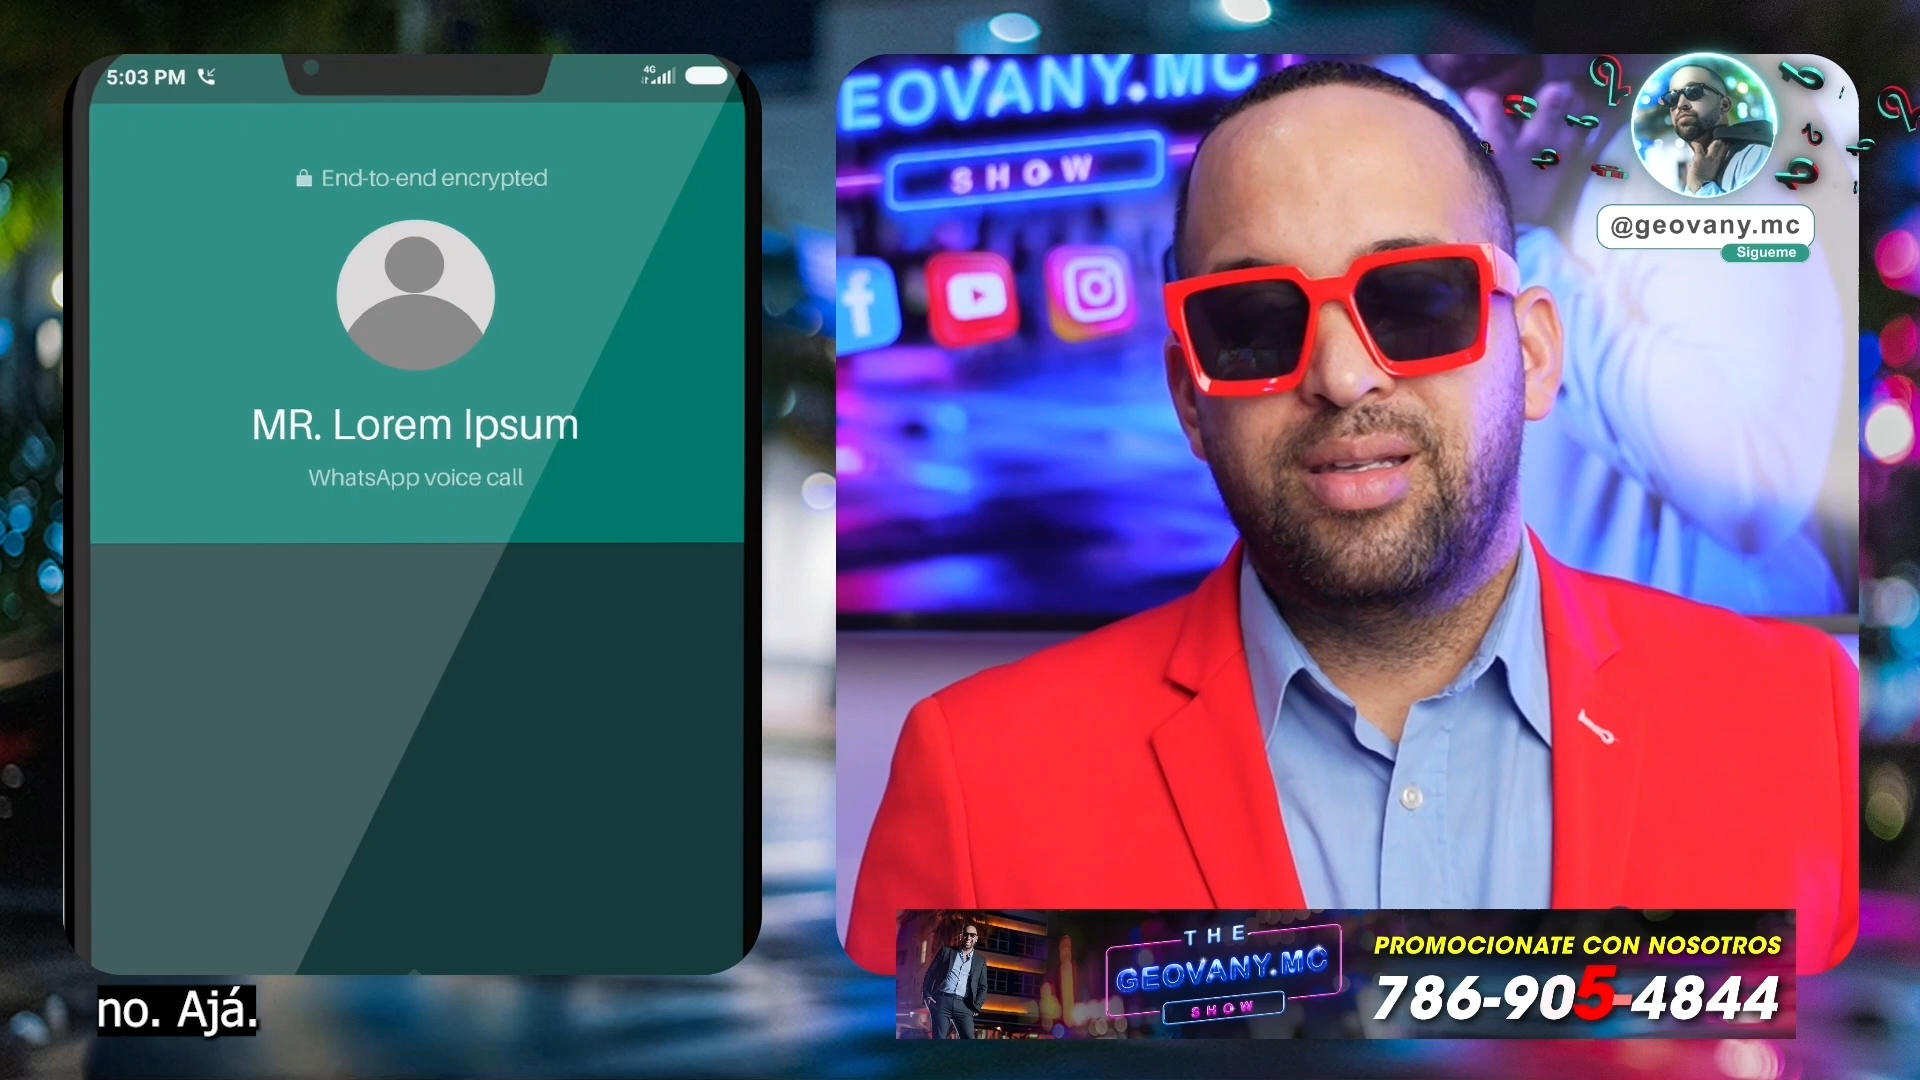 5:03 PM
4G
End-to-end encrypted
MR. Lorem Ipsum
WhatsApp voice call
no. Ajá.
EOVANY.MC
SHOW
@geovany.mc
Sigueme
THE
GEOVANY.MC
SHOW
PROMOCIONATE CON NOSOTROS
786-905-4844